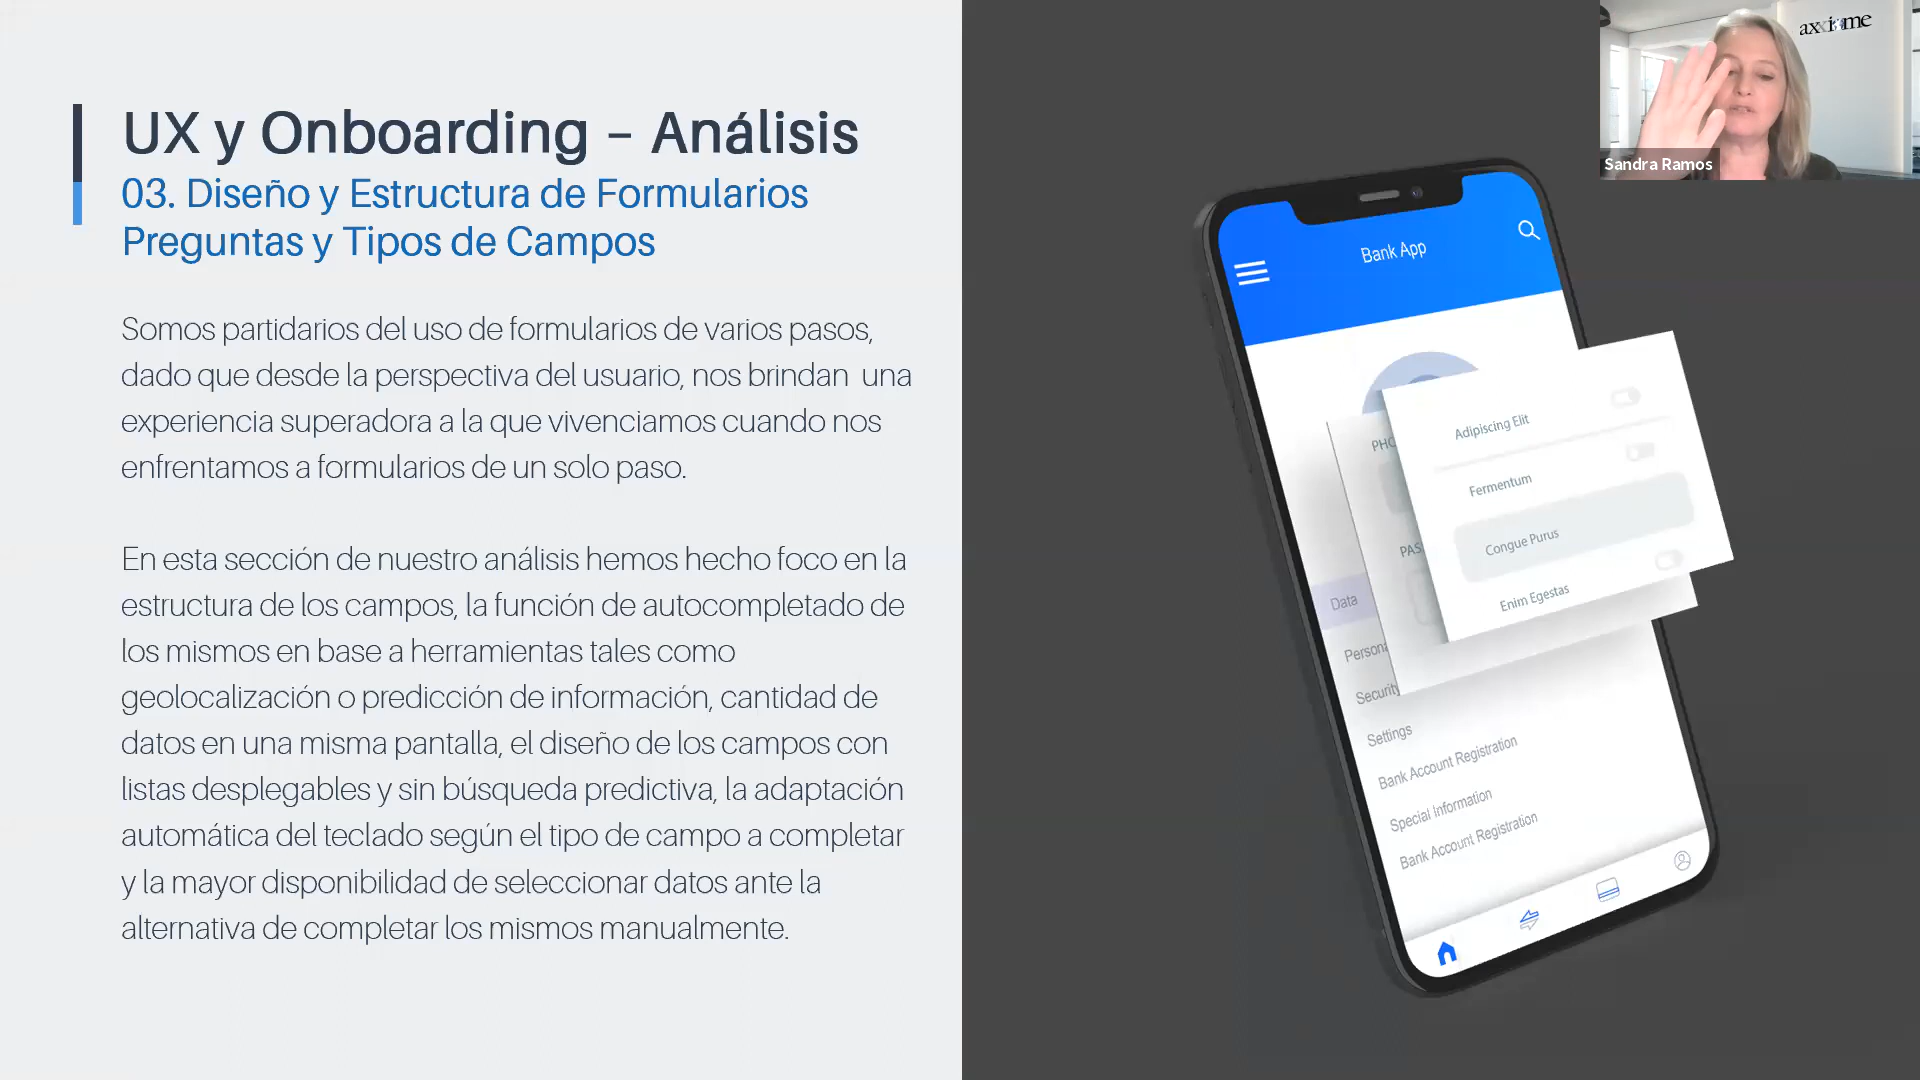 UX y Onboarding – Análisis
03. Diseño y Estructura de Formularios
Preguntas y Tipos de Campos
Somos partidarios del uso de formularios de varios pasos,
dado que desde la perspectiva del usuario, nos brindan una
experiencia superadora a la que vivenciamos cuando nos
enfrentamos a formularios de un solo paso.
En esta sección de nuestro análisis hemos hecho foco en la
estructura de los campos, la función de autocompletado de
los mismos en base a herramientas tales como
geolocalización o predicción de información, cantidad de
datos en una misma pantalla, el diseño de los campos con
listas desplegables y sin búsqueda predictiva, la adaptación
automática del teclado según el tipo de campo a completar
y la mayor disponibilidad de seleccionar datos ante la
alternativa de completar los mismos manualmente.
axxiome
Sandra Ramos
Bank App
Adipiscing Elit
Fermentum
Congue Purus
Enim Egestas
PHO
PAS
Data
Persona
Security
Settings
Bank Account Registration
Special Information
Bank Account Registration